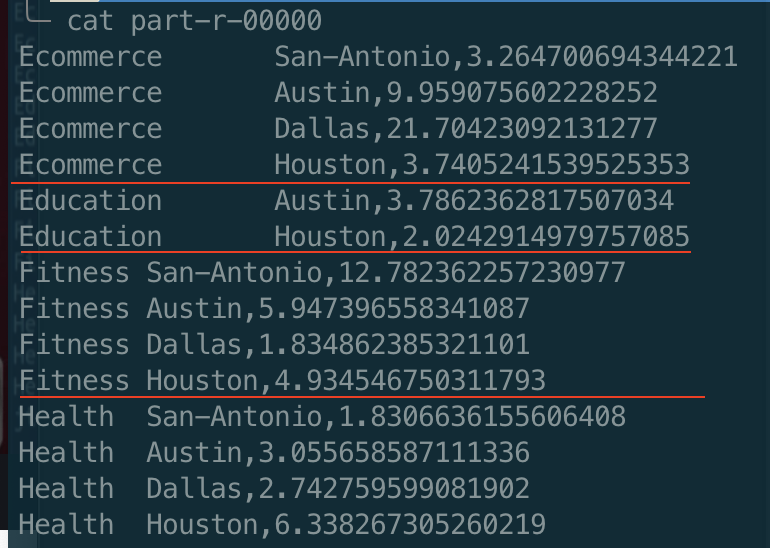 cat part-r-00000
Ecommerce San-Antonio,3.264700694344221
Ecommerce Austin,9.959075602228252
Ecommerce Dallas,21.70423092131277
Ecommerce Houston,3.7405241539525353
Education Austin,3.7862362817507034
Education Houston,2.0242914979757085
Fitness San-Antonio,12.782362257230977
Fitness Austin,5.947396558341087
Fitness Dallas,1.834862385321101
Fitness Houston,4.934546750311793
Health San-Antonio,1.8306636155606408
Health Austin,3.055658587111336
Health Dallas,2.742759599081902
Health Houston,6.338267305260219